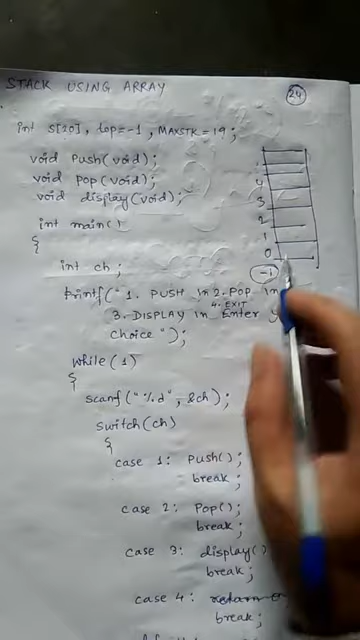 STACK USING ARRAY
24
int S[20], top=-1, MAXSTK=19;
void Push(void);
void Pop(void);
void display(void);
int main()
{
int ch;
printf("1. PUSH \n 2. POP \n
4. EXIT
3. DISPLAY \n Enter
choice");
while(1)
{
scanf("%d", &ch);
switch(ch)
{
case 1: Push();
break;
case 2: Pop();
break;
case 3: display()
break;
case 4:
break;
4
3
2
1
0
-1